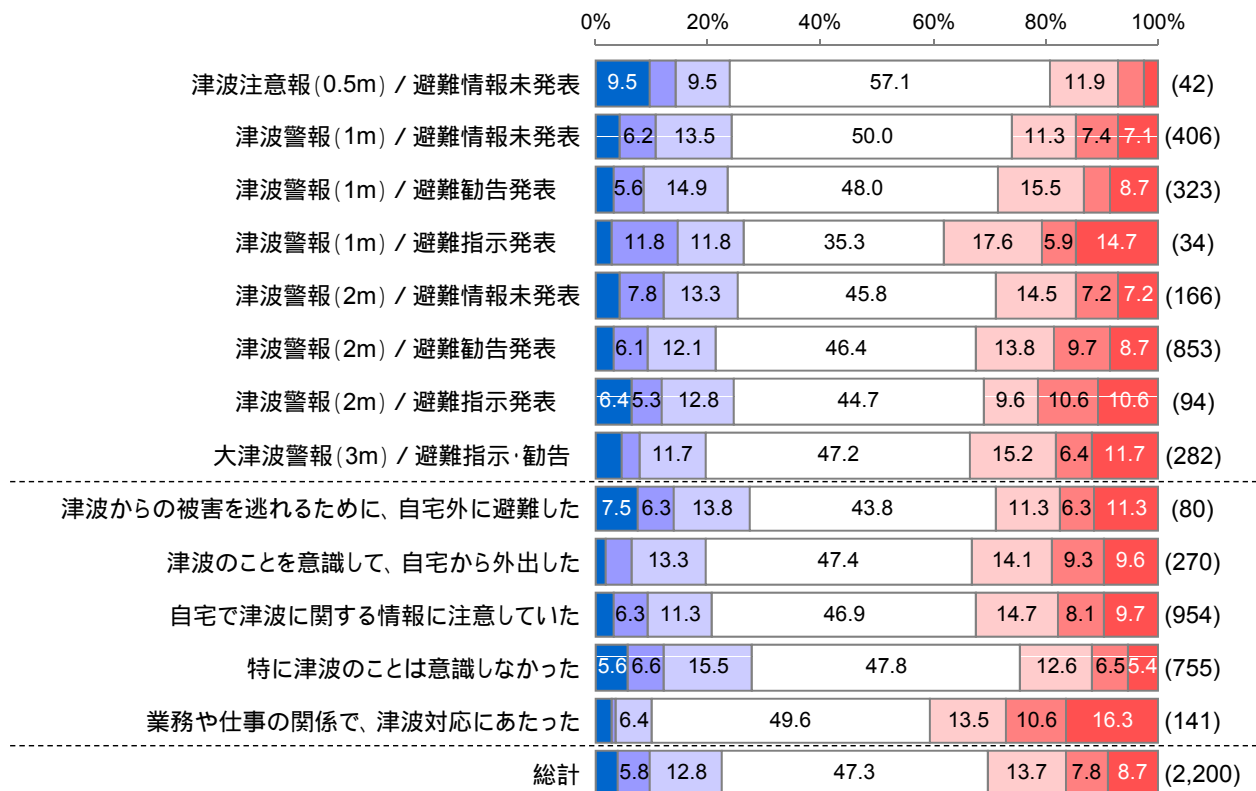 0% 20% 40% 60% 80% 100%
津波注意報(0.5m) / 避難情報未発表 9.5 9.5 57.1 11.9 (42)
津波警報(1m) / 避難情報未発表 6.2 13.5 50.0 11.3 7.4 7.1 (406)
津波警報(1m) / 避難勧告発表 5.6 14.9 48.0 15.5 8.7 (323)
津波警報(1m) / 避難指示発表 11.8 11.8 35.3 17.6 5.9 14.7 (34)
津波警報(2m) / 避難情報未発表 7.8 13.3 45.8 14.5 7.2 7.2 (166)
津波警報(2m) / 避難勧告発表 6.1 12.1 46.4 13.8 9.7 8.7 (853)
津波警報(2m) / 避難指示発表 6.4 5.3 12.8 44.7 9.6 10.6 10.6 (94)
大津波警報(3m) / 避難指示・勧告 11.7 47.2 15.2 6.4 11.7 (282)
津波からの被害を逃れるために、自宅外に避難した 7.5 6.3 13.8 43.8 11.3 6.3 11.3 (80)
津波のことを意識して、自宅から外出した 13.3 47.4 14.1 9.3 9.6 (270)
自宅で津波に関する情報に注意していた 6.3 11.3 46.9 14.7 8.1 9.7 (954)
特に津波のことは意識しなかった 5.6 6.6 15.5 47.8 12.6 6.5 5.4 (755)
業務や仕事の関係で、津波対応にあたった 6.4 49.6 13.5 10.6 16.3 (141)
総計 5.8 12.8 47.3 13.7 7.8 8.7 (2,200)